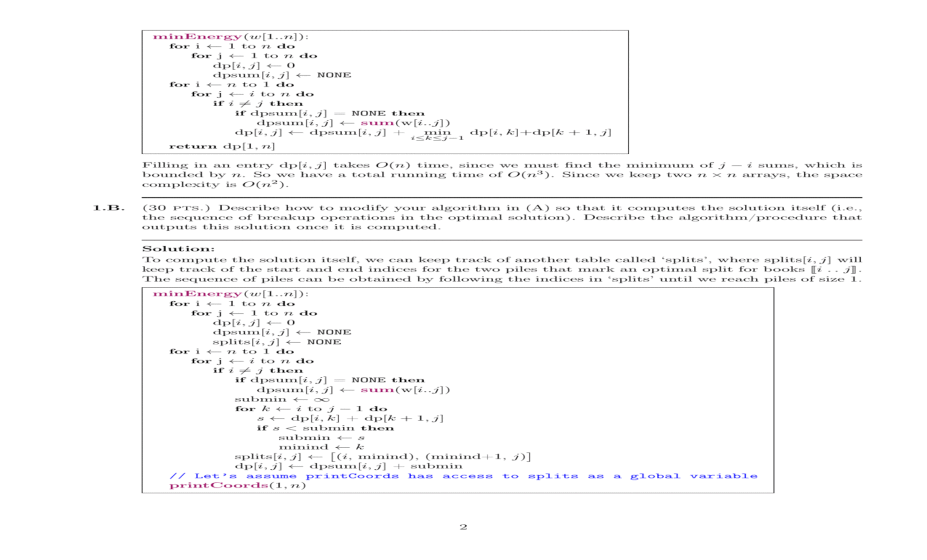 minEnergy(w[1..n]):
for i ← 1 to n do
for j ← 1 to n do
dp[i, j] ← 0
dpsum[i, j] ← NONE
for i ← n to 1 do
for j ← i to n do
if i ≠ j then
if dpsum[i, j] = NONE then
dpsum[i, j] ← sum(w[i..j])
dp[i, j] ← dpsum[i, j] + min i≤k≤j−1 dp[i, k]+dp[k + 1, j]
return dp[1, n]
Filling in an entry dp[i, j] takes O(n) time, since we must find the minimum of j − i sums, which is
bounded by n. So we have a total running time of O(n³). Since we keep two n × n arrays, the space
complexity is O(n²).
1.B. (30 PTS.) Describe how to modify your algorithm in (A) so that it computes the solution itself (i.e.,
the sequence of breakup operations in the optimal solution). Describe the algorithm/procedure that
outputs this solution once it is computed.
Solution:
To compute the solution itself, we can keep track of another table called ‘splits’, where splits[i, j] will
keep track of the start and end indices for the two piles that mark an optimal split for books ⟦i .. j⟧.
The sequence of piles can be obtained by following the indices in ‘splits’ until we reach piles of size 1.
minEnergy(w[1..n]):
for i ← 1 to n do
for j ← 1 to n do
dp[i, j] ← 0
dpsum[i, j] ← NONE
splits[i, j] ← NONE
for i ← n to 1 do
for j ← i to n do
if i ≠ j then
if dpsum[i, j] = NONE then
dpsum[i, j] ← sum(w[i..j])
submin ← ∞
for k ← i to j − 1 do
s ← dp[i, k] + dp[k + 1, j]
if s < submin then
submin ← s
minind ← k
splits[i, j] ← [(i, minind), (minind+1, j)]
dp[i, j] ← dpsum[i, j] + submin
// Let's assume printCoords has access to splits as a global variable
printCoords(1, n)
2